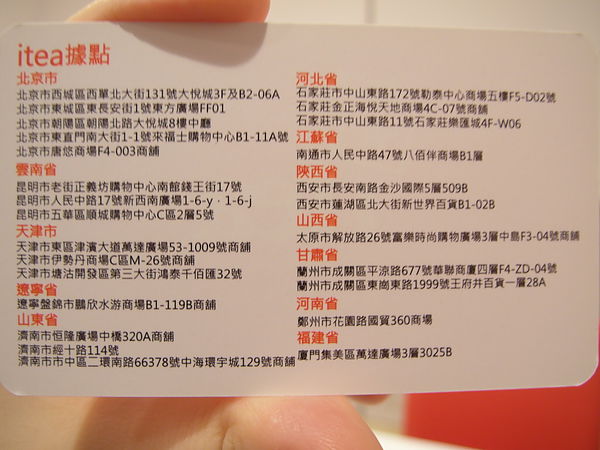 itea據點
北京市
北京市西城區西單北大街131號大悅城3F及B2-06A
北京市東城區東長安街1號東方廣場FF01
北京市朝陽區朝陽北路大悅城8樓中廳
北京市東直門南大街1-1號來福士購物中心B1-11A號
北京市唐悠商場F4-003商舖
雲南省
昆明市老街正義坊購物中心南館錢王街17號
昆明市人民中路17號新西南廣場1-6-y、1-6-j
昆明市五華區順城購物中心C區2層5號
天津市
天津市東區津濱大道萬達廣場53-1009號商舖
天津市伊勢丹商場C區M-26號商舖
天津市塘沽開發區第三大街鴻泰千佰匯32號
遼寧省
遼寧盤錦市鵬欣水游商場B1-119B商舖
山東省
濟南市恒隆廣場中橋320A商舖
濟南市經十路114號
濟南市市中區二環南路66378號中海環宇城129號商舖
河北省
石家莊市中山東路172號勒泰中心商場五樓F5-D02號
石家莊金正海悅天地商場4C-07號商舖
石家莊市中山東路11號石家莊樂匯城4F-W06
江蘇省
南通市人民中路47號八佰伴商場B1層
陝西省
西安市長安南路金沙國際5層509B
西安市蓮湖區北大街新世界百貨B1-02B
山西省
太原市解放路26號富樂時尚購物廣場3層中島F3-04號商舖
甘肅省
蘭州市成關區平涼路677號華聯商廈四層F4-ZD-04號
蘭州市成關區東崗東路1999號王府井百貨一層28A
河南省
鄭州市花園路國貿360商場
福建省
廈門集美區萬達廣場3層3025B